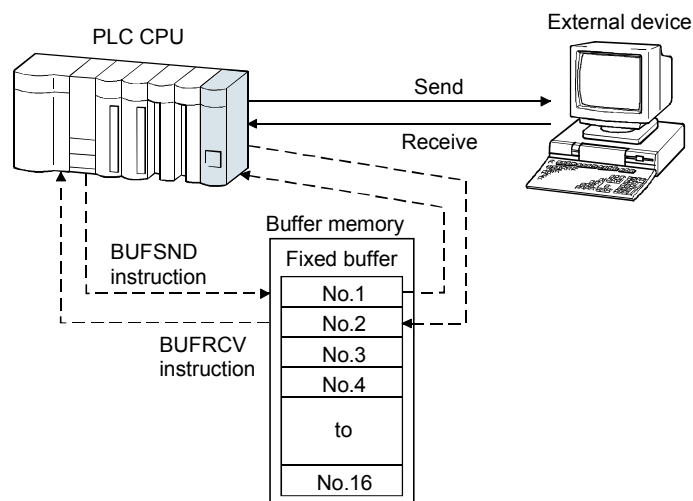 External device
PLC CPU
Send
Receive
Buffer memory
Fixed buffer
BUFSND
instruction
No.1
No.2
BUFRCV
instruction
No.3
No.4
to
No.16